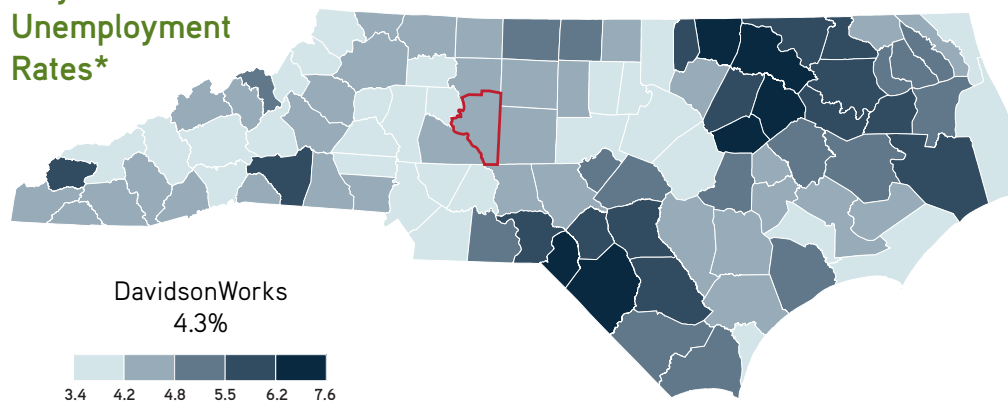 Unemployment
Rates*
DavidsonWorks
4.3%
3.4 4.2 4.8 5.5 6.2 7.6